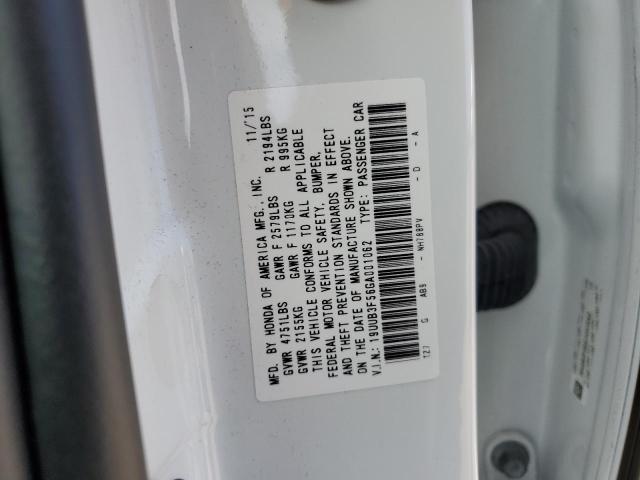 MFD. BY HONDA OF AMERICA MFG., INC. 11/15
GVWR 4751LBS GAWR F 2579LBS R 2194LBS
GVWR 2155KG GAWR F 1170KG R 995KG
THIS VEHICLE CONFORMS TO ALL APPLICABLE
FEDERAL MOTOR VEHICLE SAFETY, BUMPER,
AND THEFT PREVENTION STANDARDS IN EFFECT
ON THE DATE OF MANUFACTURE SHOWN ABOVE.
V.I.N.: 19UUB3F56GA001062 TYPE: PASSENGER CAR
TZ7 G AB9 - NH788PV - D - A